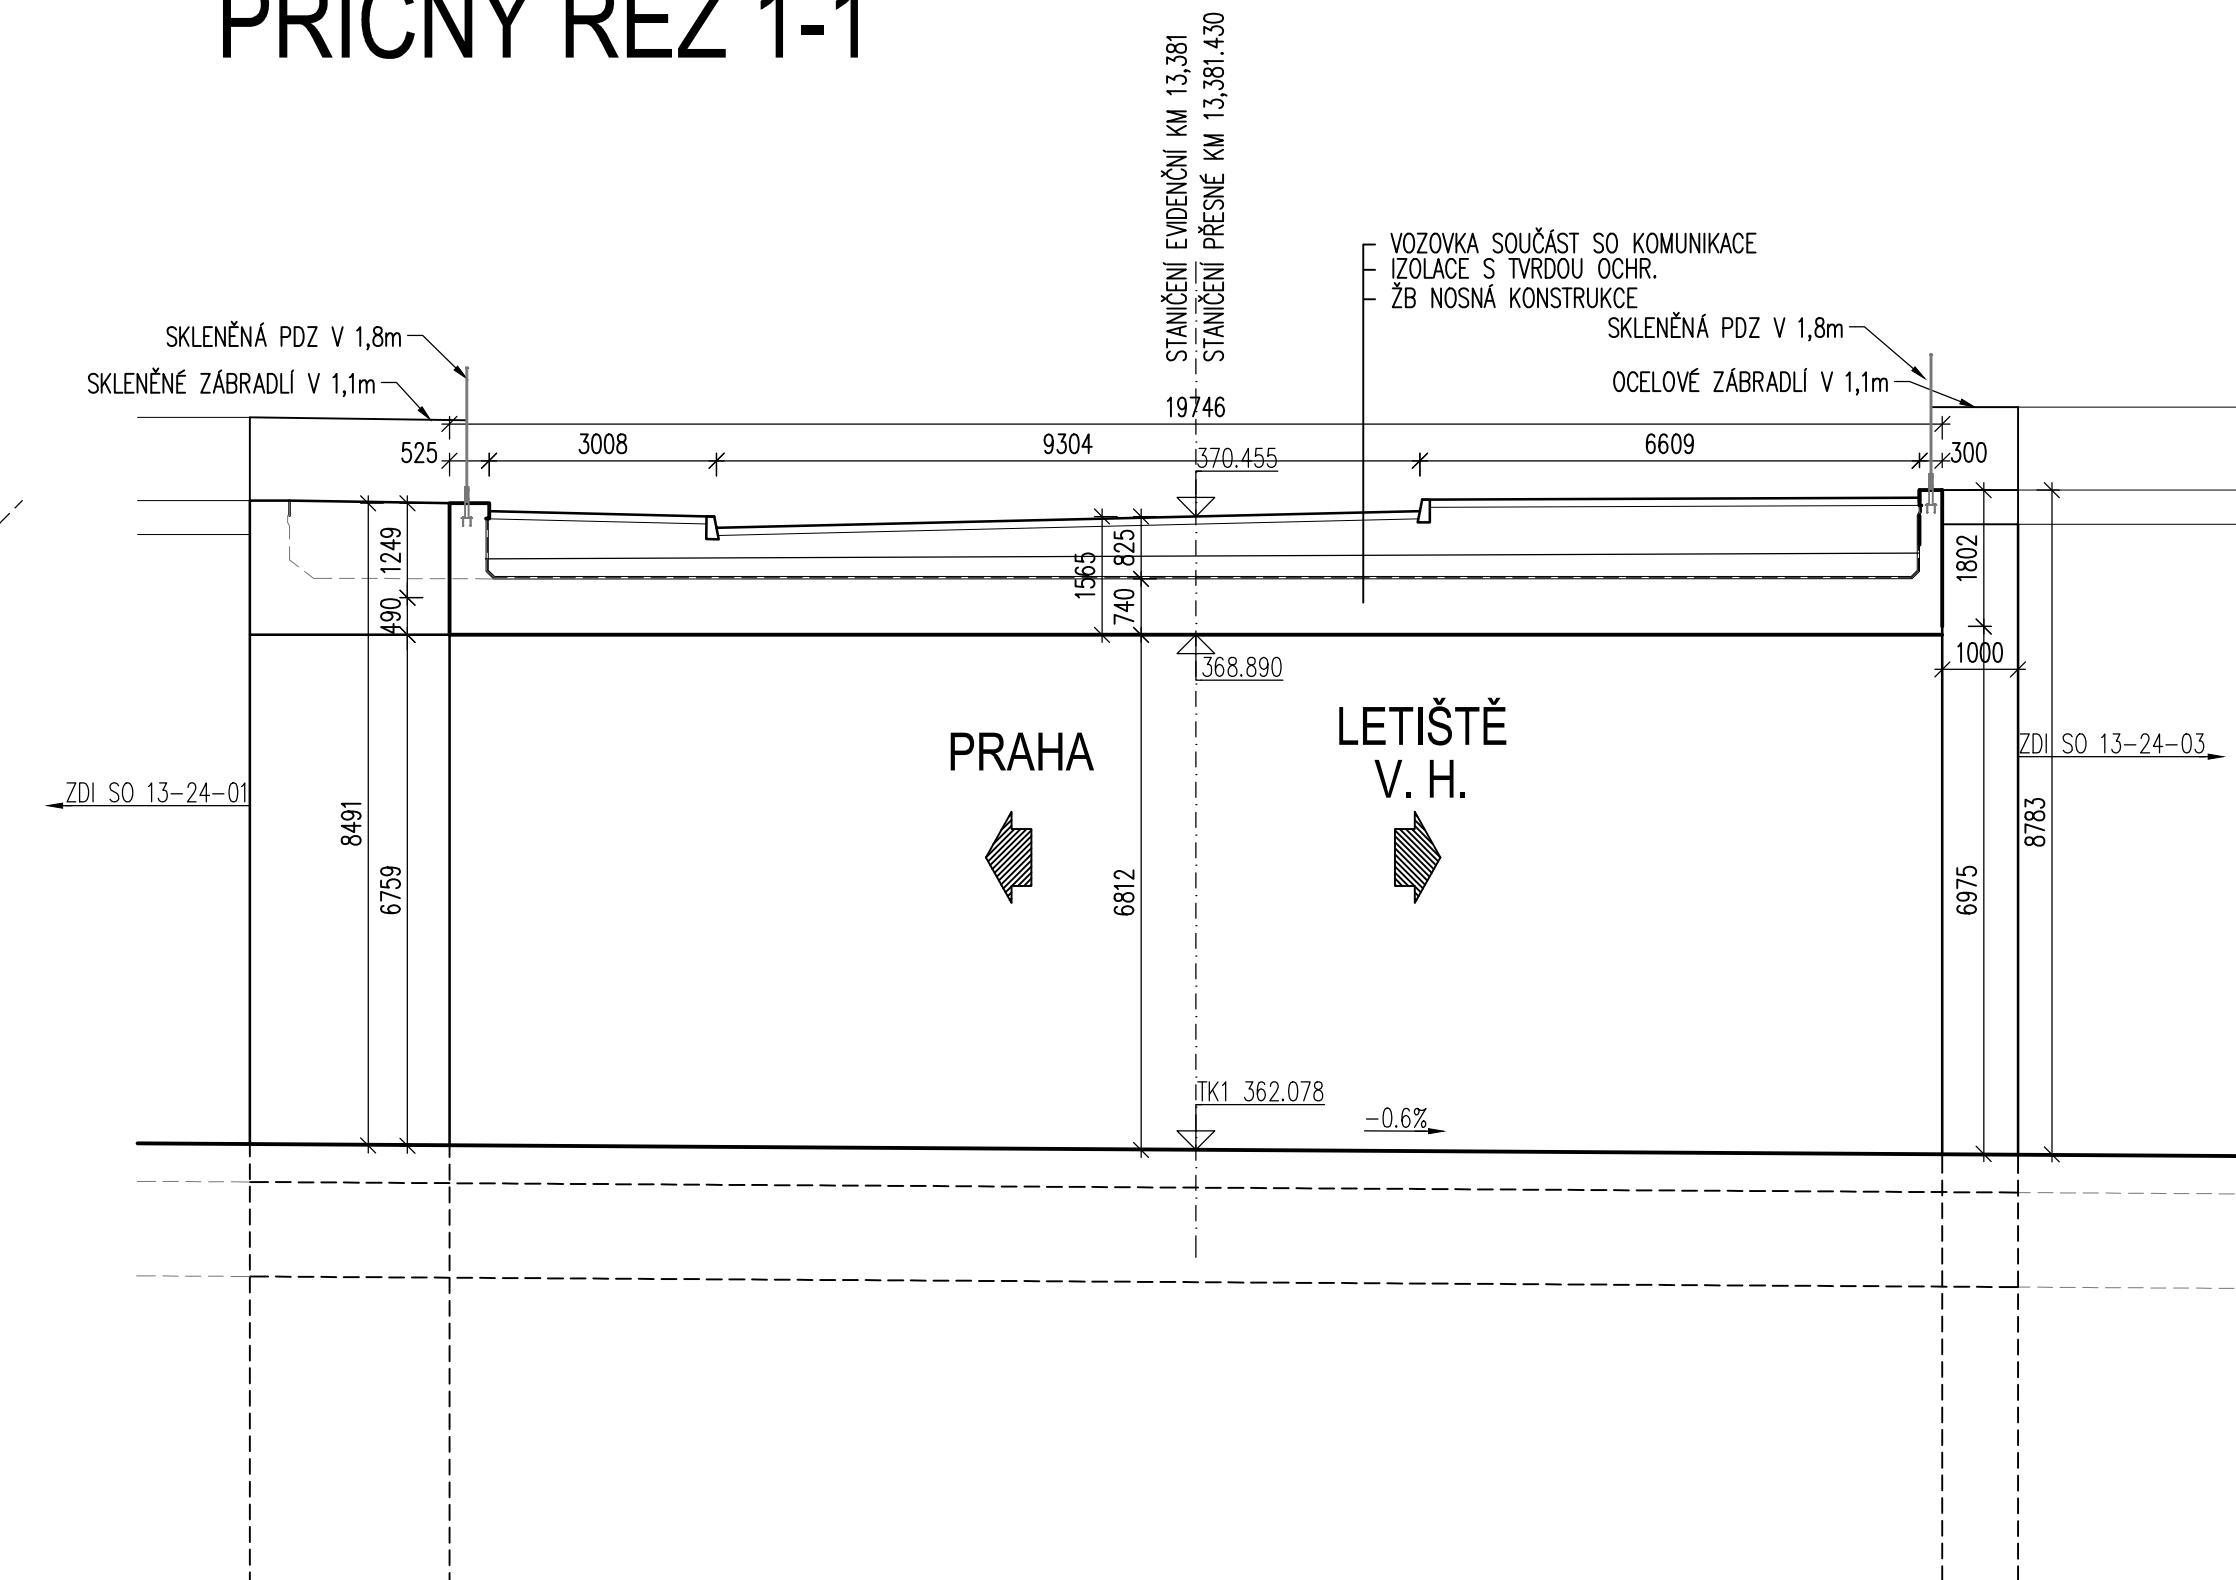 PŘÍČNÝ ŘEZ 1-1
STANIČENÍ EVIDENČNÍ KM 13,381
STANIČENÍ PŘESNÉ KM 13,381.430
VOZOVKA SOUČÁST SO KOMUNIKACE
IZOLACE S TVRDOU OCHR.
ŽB NOSNÁ KONSTRUKCE
SKLENĚNÁ PDZ V 1,8m
SKLENĚNÉ ZÁBRADLÍ V 1,1m
SKLENĚNÁ PDZ V 1,8m
OCELOVÉ ZÁBRADLÍ V 1,1m
19746
525
3008
9304
6609
300
370.455
1249
490
1565
825
740
1802
1000
368.890
PRAHA
LETIŠTĚ
V. H.
ZDI SO 13-24-01
ZDI SO 13-24-03
8491
6759
6812
6975
8783
TK1 362.078
-0.6%